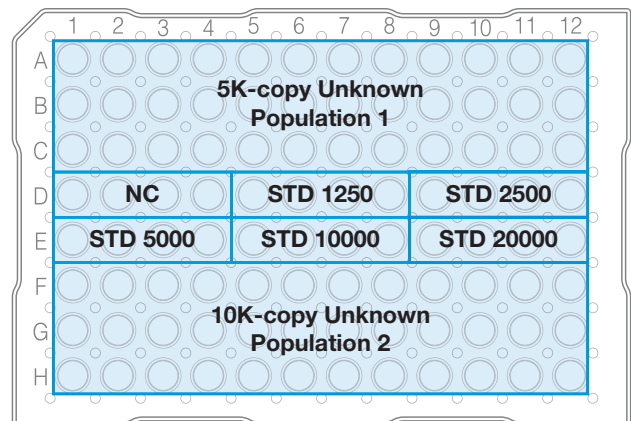 1 2 3 4 5 6 7 8 9 10 11 12
A
5K-copy Unknown
B
Population 1
C
D NC STD 1250 STD 2500
E STD 5000 STD 10000 STD 20000
F
10K-copy Unknown
G
Population 2
H